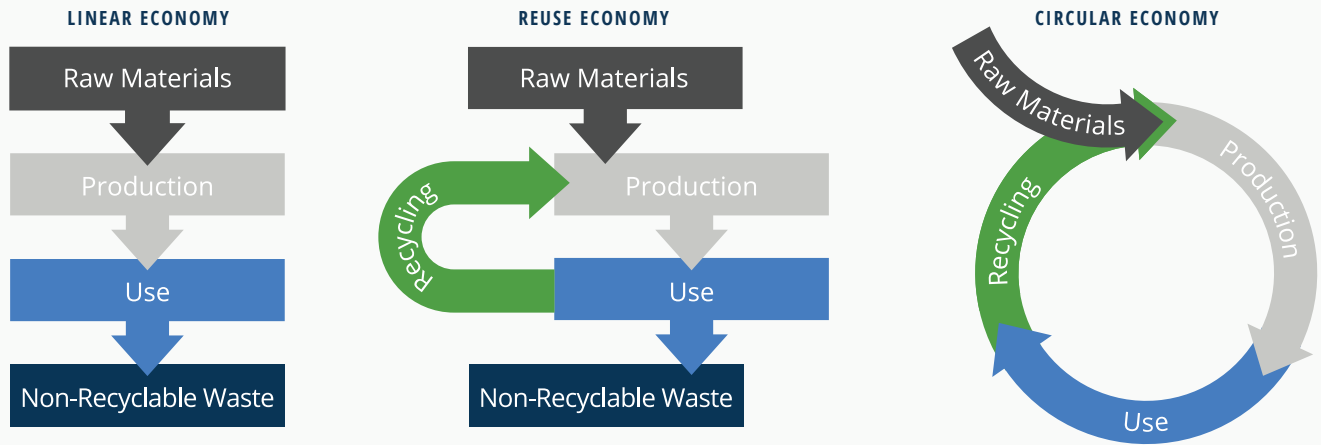 LINEAR ECONOMY
Raw Materials
Production
Use
Non-Recyclable Waste
REUSE ECONOMY
Raw Materials
Recycling
Production
Use
Non-Recyclable Waste
CIRCULAR ECONOMY
Raw Materials
Production
Recycling
Use